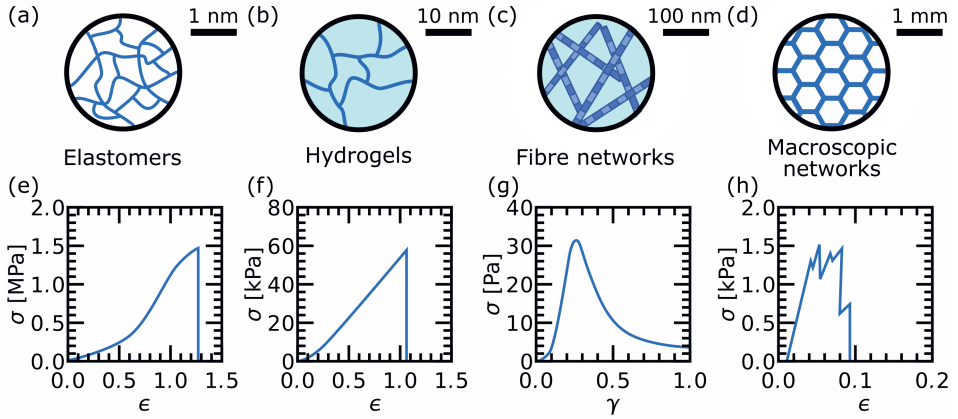 (a) 1 nm (b) 10 nm (c) 100 nm (d) 1 mm
Elastomers Hydrogels Fibre networks Macroscopic
networks
(e) (f) (g) (h)
2.0 80 40 2.0
1.5 60 30 1.5
1.0 40 20 1.0
0.5 20 10 0.5
0.0 0 0 0.0
σ [MPa] σ [kPa] σ [Pa] σ [kPa]
0.0 0.5 1.0 1.5 0.0 0.5 1.0 1.5 0.0 0.5 1.0 0.0 0.1 0.2
ϵ ϵ γ ϵ